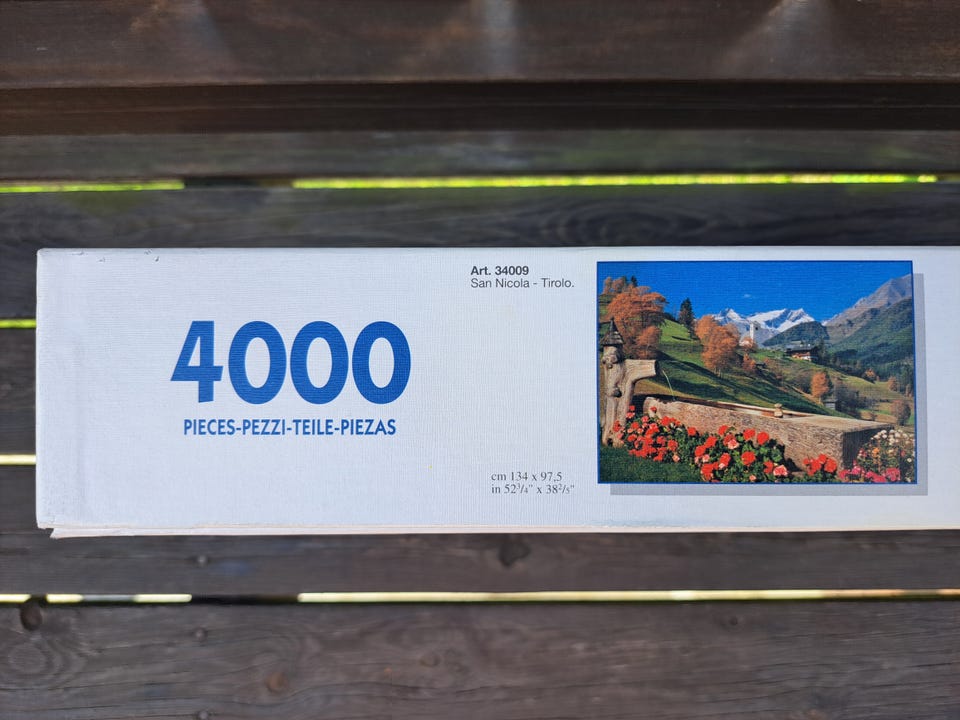 4000
PIECES-PEZZI-TEILE-PIEZAS
Art. 34009
San Nicola - Tirolo.
cm 134 x 97,5
in 52³/₄" x 38²/₅"